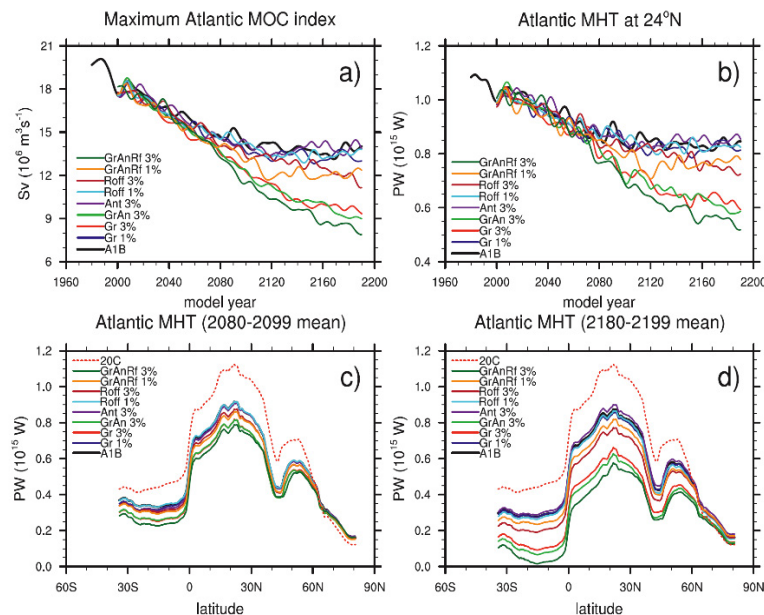 Maximum Atlantic MOC index
Sv (10⁶ m³s⁻¹)
21
18
15
12
9
6
a)
GrAnRf 3%
GrAnRf 1%
Roff 3%
Roff 1%
Ant 3%
GrAn 3%
Gr 3%
Gr 1%
A1B
1960 2000 2040 2080 2120 2160 2200
model year
Atlantic MHT at 24°N
PW (10¹⁵ W)
1.2
1.0
0.8
0.6
0.4
b)
GrAnRf 3%
GrAnRf 1%
Roff 3%
Roff 1%
Ant 3%
GrAn 3%
Gr 3%
Gr 1%
A1B
1960 2000 2040 2080 2120 2160 2200
model year
Atlantic MHT (2080-2099 mean)
PW (10¹⁵ W)
1.2
1.0
0.8
0.6
0.4
0.2
0.0
c)
20C
GrAnRf 3%
GrAnRf 1%
Roff 3%
Roff 1%
Ant 3%
GrAn 3%
Gr 3%
Gr 1%
A1B
60S 30S 0 30N 60N 90N
latitude
Atlantic MHT (2180-2199 mean)
PW (10¹⁵ W)
1.2
1.0
0.8
0.6
0.4
0.2
0.0
d)
20C
GrAnRf 3%
GrAnRf 1%
Roff 3%
Roff 1%
Ant 3%
GrAn 3%
Gr 3%
Gr 1%
A1B
60S 30S 0 30N 60N 90N
latitude